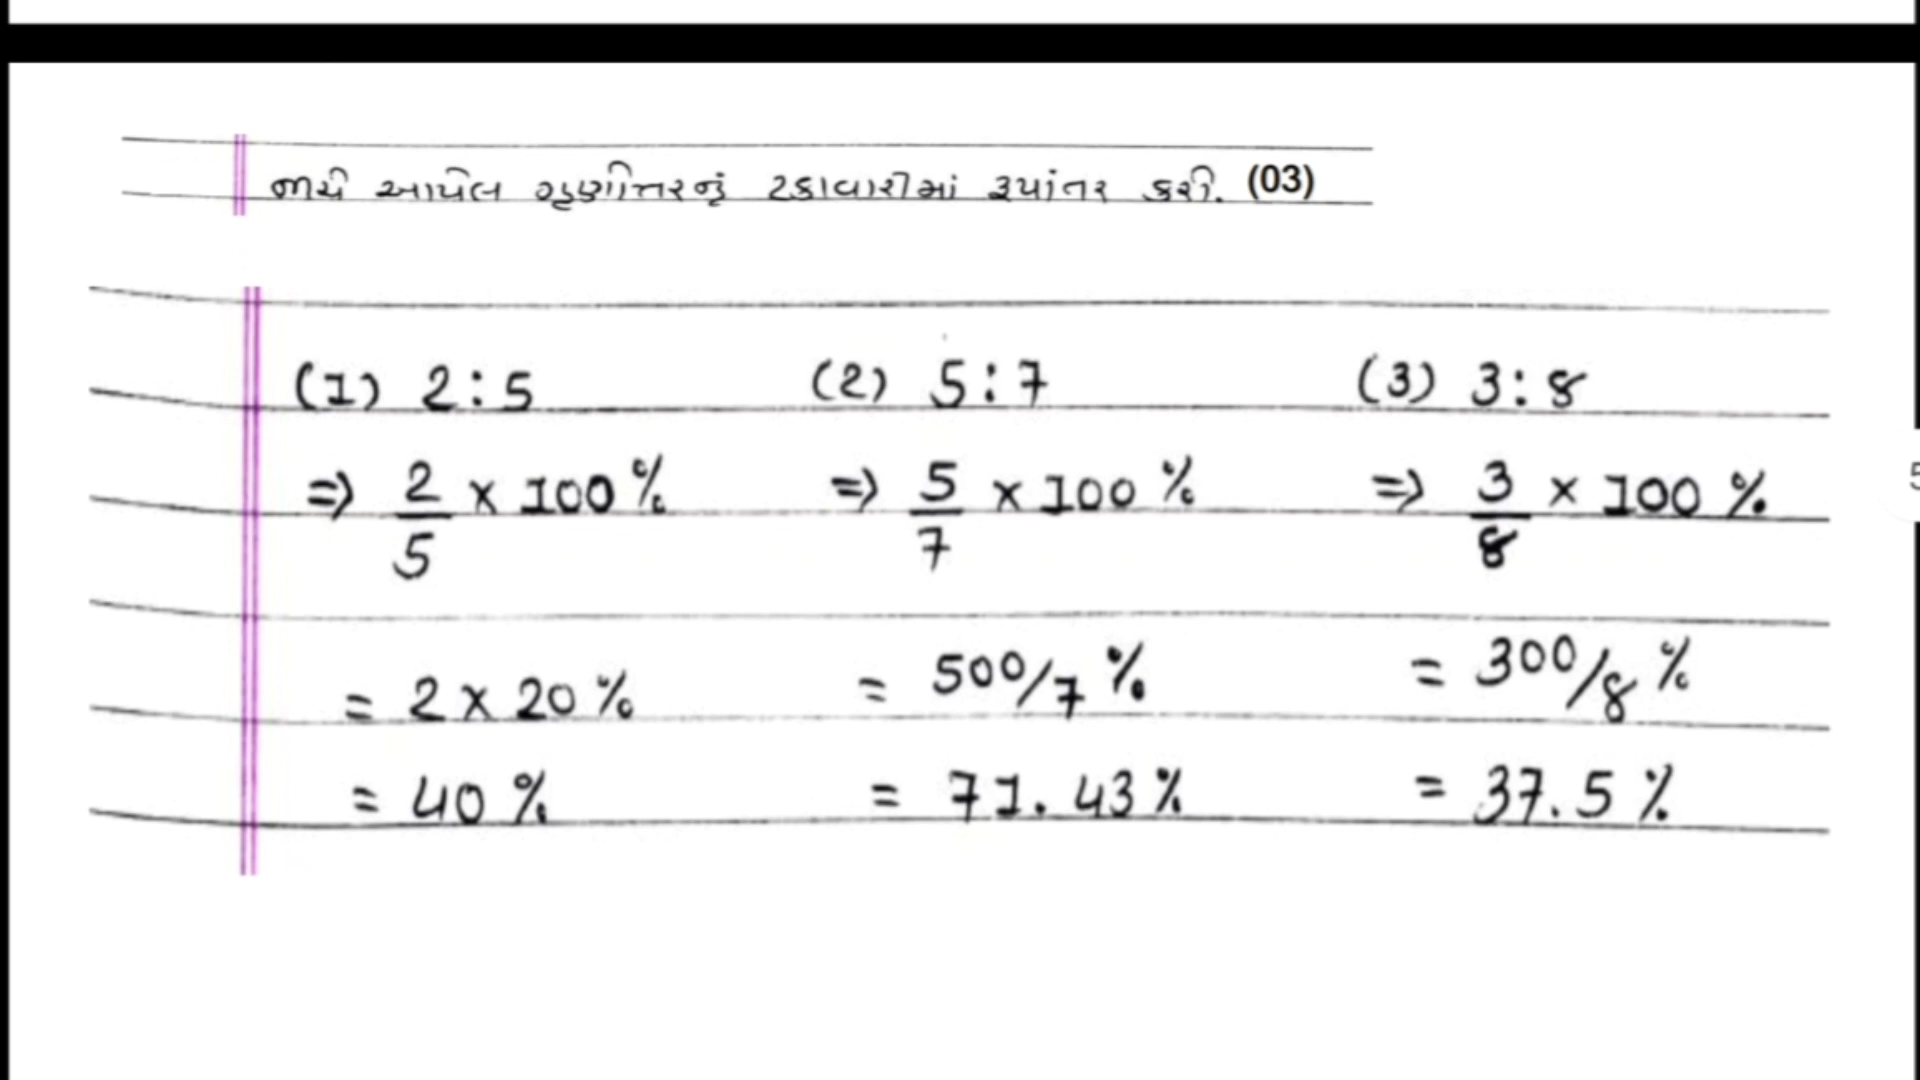 નીચે આપેલ ગુણોત્તરનું ટકાવારીમાં રૂપાંતર કરો. (03)
(1) 2:5 (2) 5:7 (3) 3:8
=> 2/5 x 100% => 5/7 x 100% => 3/8 x 100%
= 2 x 20% = 500/7 % = 300/8 %
= 40% = 71.43% = 37.5%